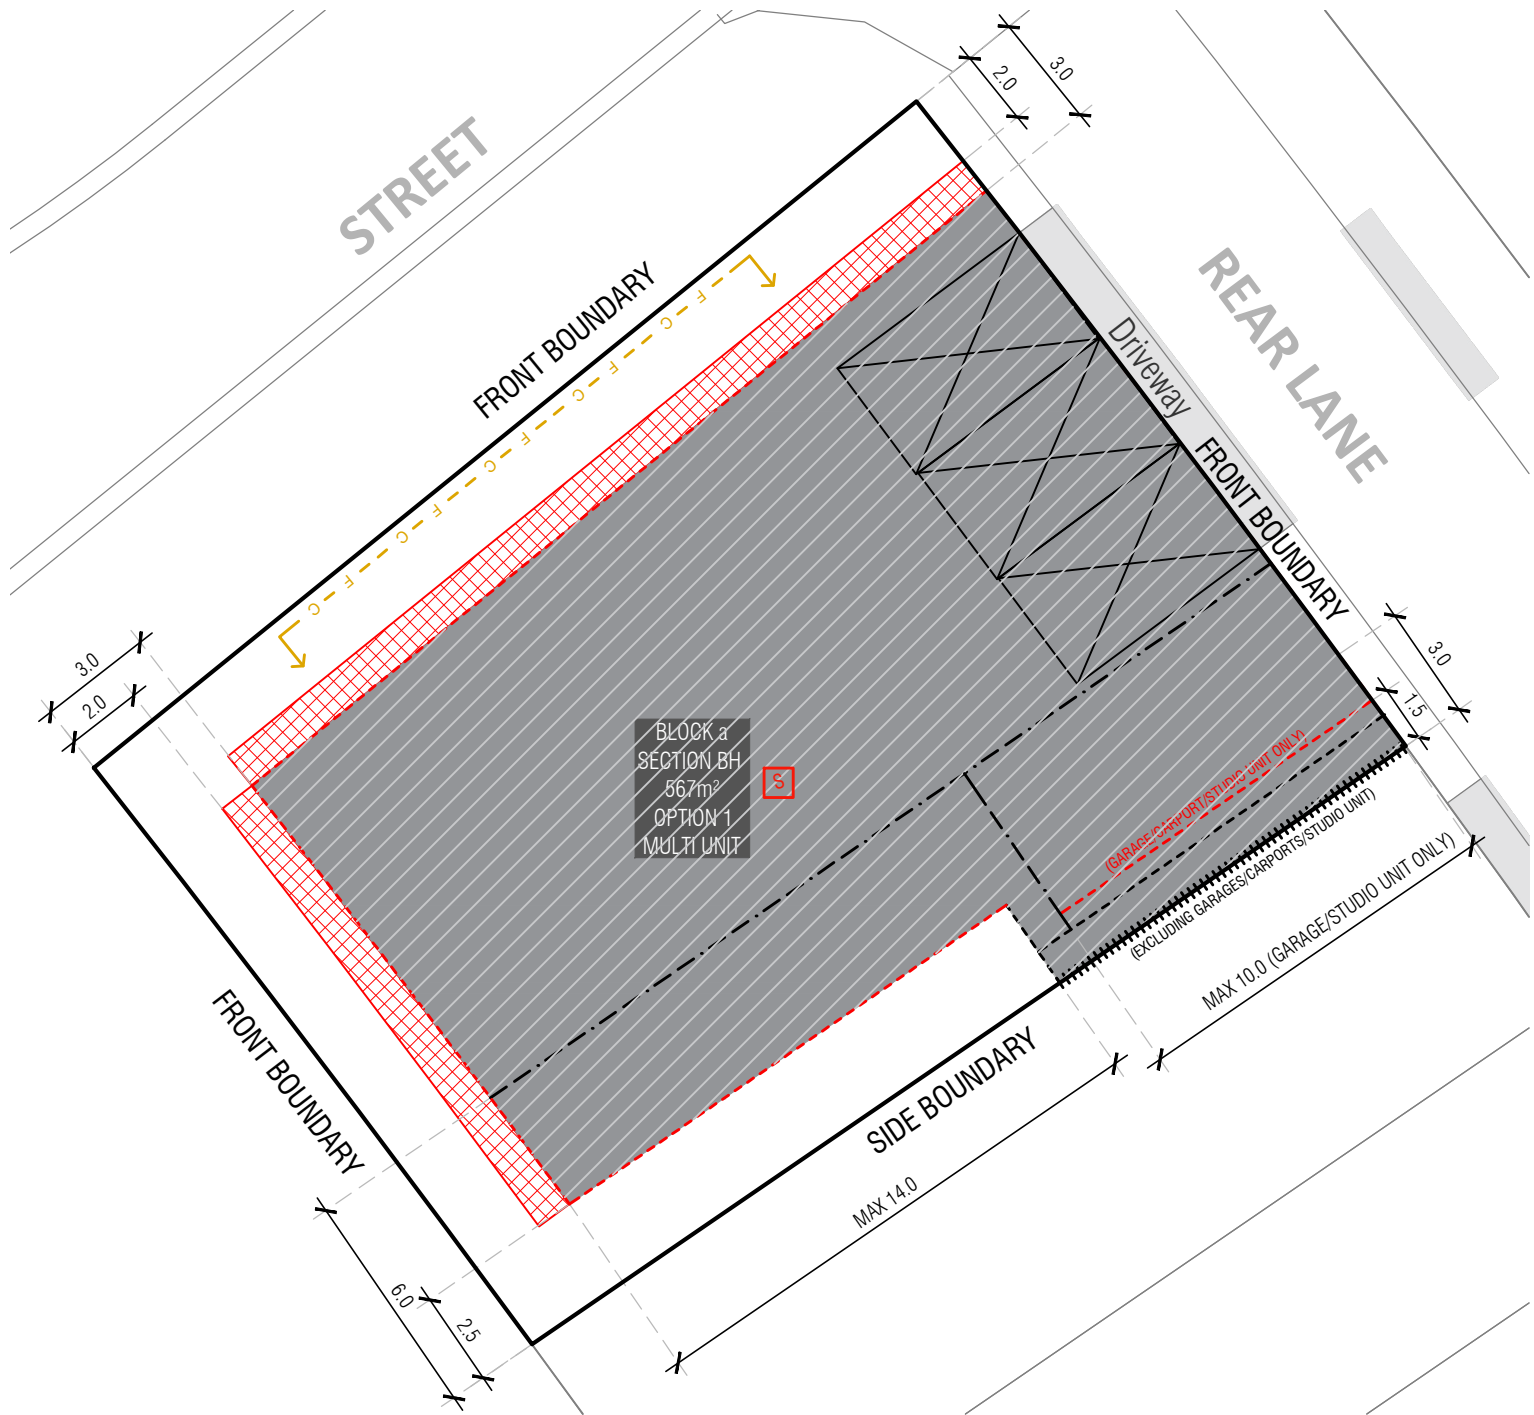 3.0
2.0
STREET
REAR LANE
FRONT BOUNDARY
Driveway
C F C F C F C F C F
FRONT BOUNDARY
3.0
2.0
3.0
1.5
BLOCK a
SECTION BH
567m²
OPTION 1
MULTI UNIT
S
(GARAGE/CARPORT/STUDIO UNIT ONLY)
(EXCLUDING GARAGES/CARPORTS/STUDIO UNIT)
MAX 10.0 (GARAGE/STUDIO UNIT ONLY)
FRONT BOUNDARY
SIDE BOUNDARY
MAX 14.0
6.0
2.5